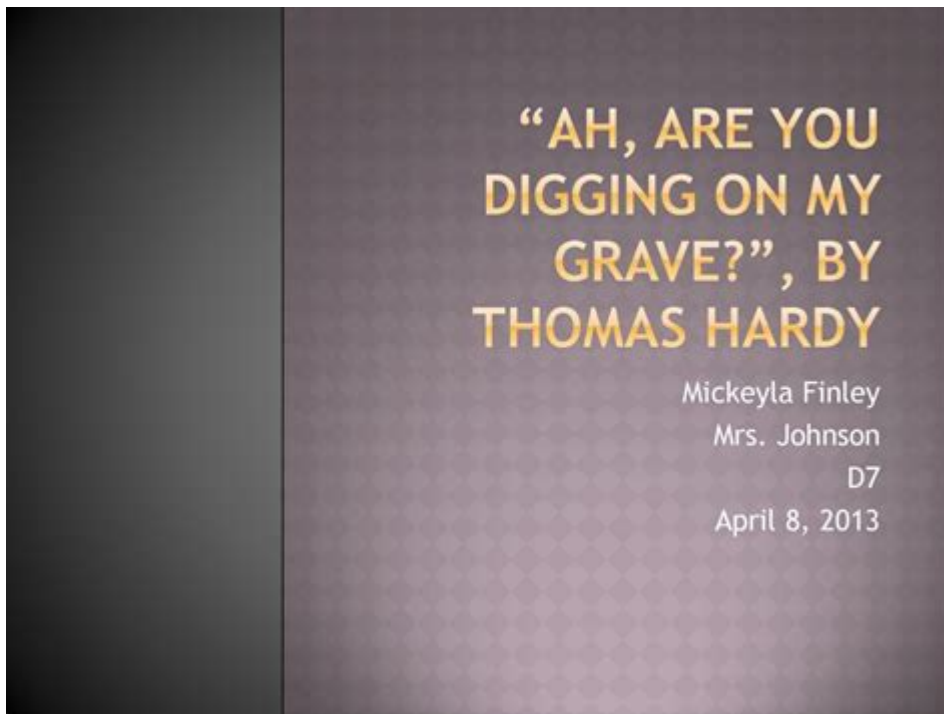 “AH, ARE YOU
DIGGING ON MY
GRAVE?”, BY
THOMAS HARDY
Mickeyla Finley
Mrs. Johnson
D7
April 8, 2013